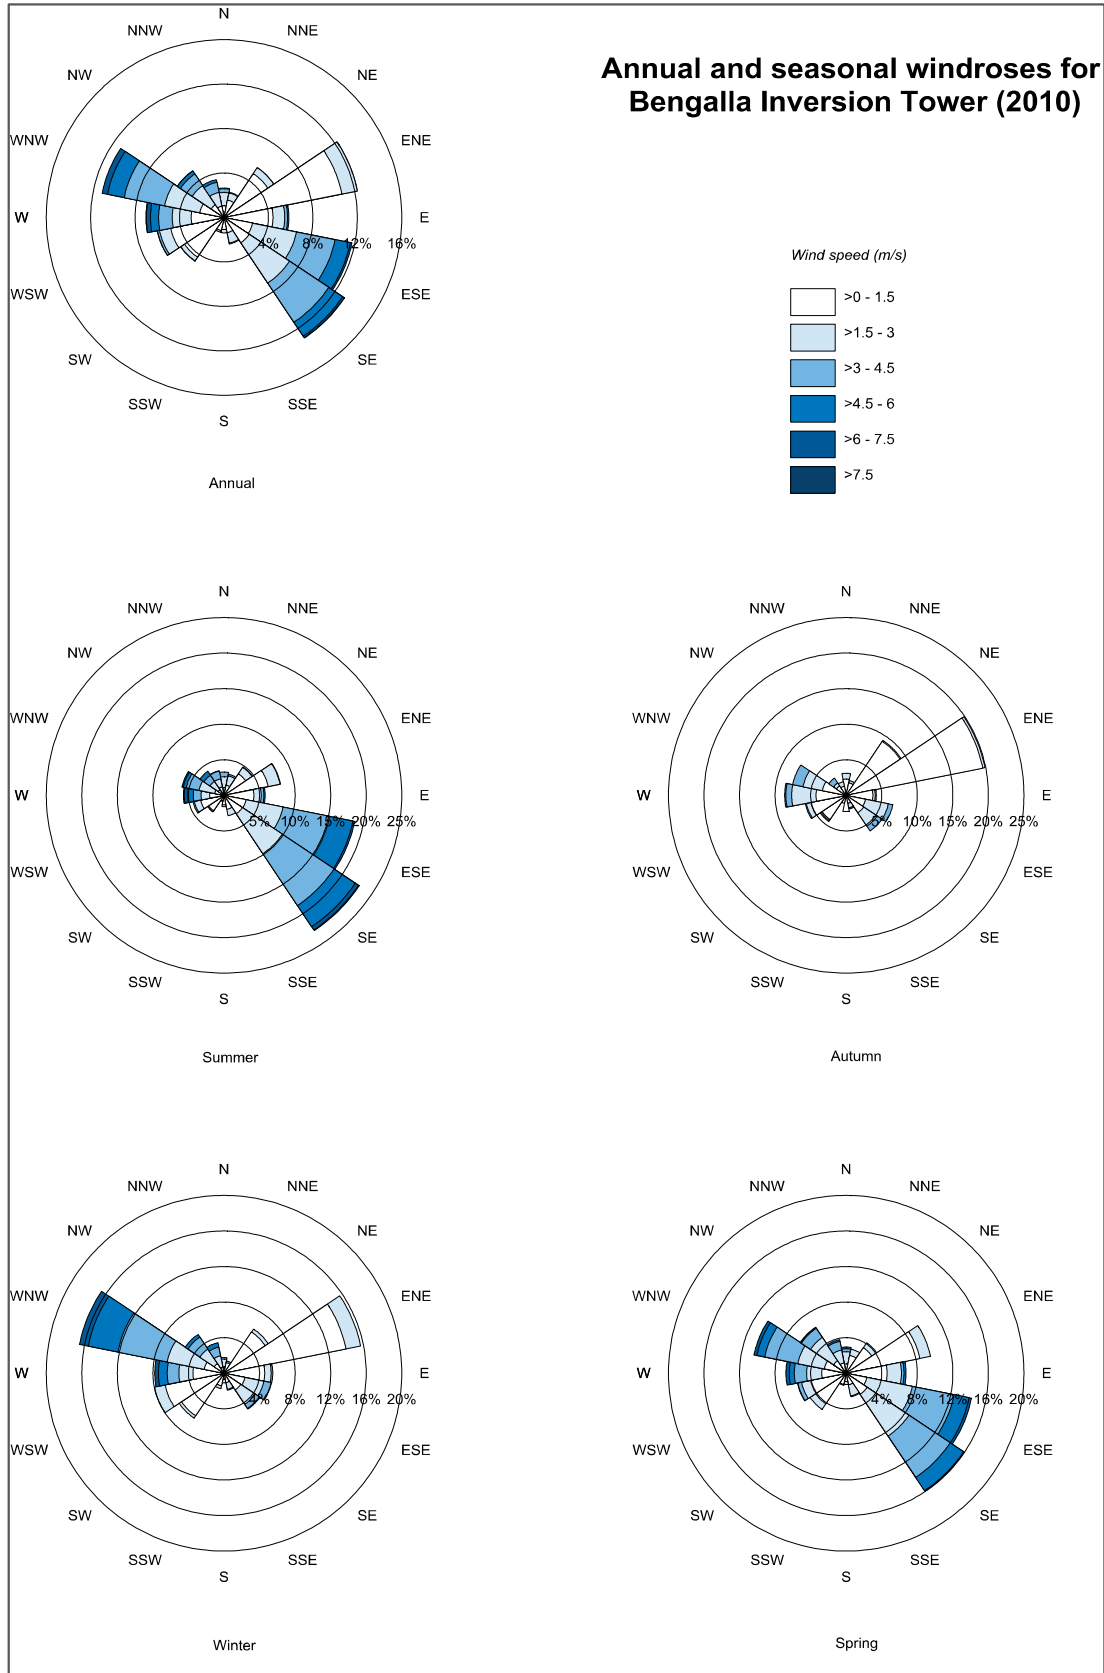 Annual and seasonal windroses for
Bengalla Inversion Tower (2010)
N
NNW NNE
NW NE
WNW ENE
W E
4% 8% 12% 16%
WSW ESE
SW SE
SSW SSE
S
Annual
Wind speed (m/s)
>0 - 1.5
>1.5 - 3
>3 - 4.5
>4.5 - 6
>6 - 7.5
>7.5
N
NNW NNE
NW NE
WNW ENE
W E
5% 10% 15% 20% 25%
WSW ESE
SW SE
SSW SSE
S
Summer
N
NNW NNE
NW NE
WNW ENE
W E
5% 10% 15% 20% 25%
WSW ESE
SW SE
SSW SSE
S
Autumn
N
NNW NNE
NW NE
WNW ENE
W E
4% 8% 12% 16% 20%
WSW ESE
SW SE
SSW SSE
S
Winter
N
NNW NNE
NW NE
WNW ENE
W E
4% 8% 12% 16% 20%
WSW ESE
SW SE
SSW SSE
S
Spring